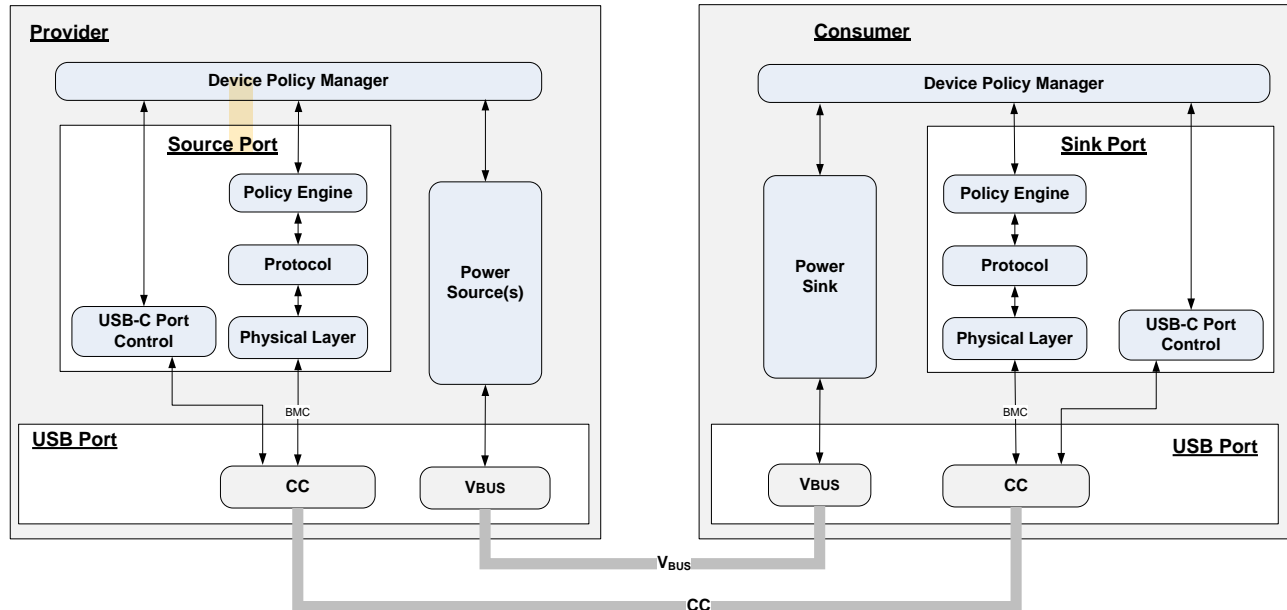 Provider
Device Policy Manager
Source Port
Policy Engine
Protocol
Power
Source(s)
USB-C Port
Control
Physical Layer
BMC
USB Port
CC
VBUS
Consumer
Device Policy Manager
Sink Port
Policy Engine
Power
Sink
Protocol
Physical Layer
USB-C Port
Control
BMC
USB Port
VBUS
CC
VBUS
CC